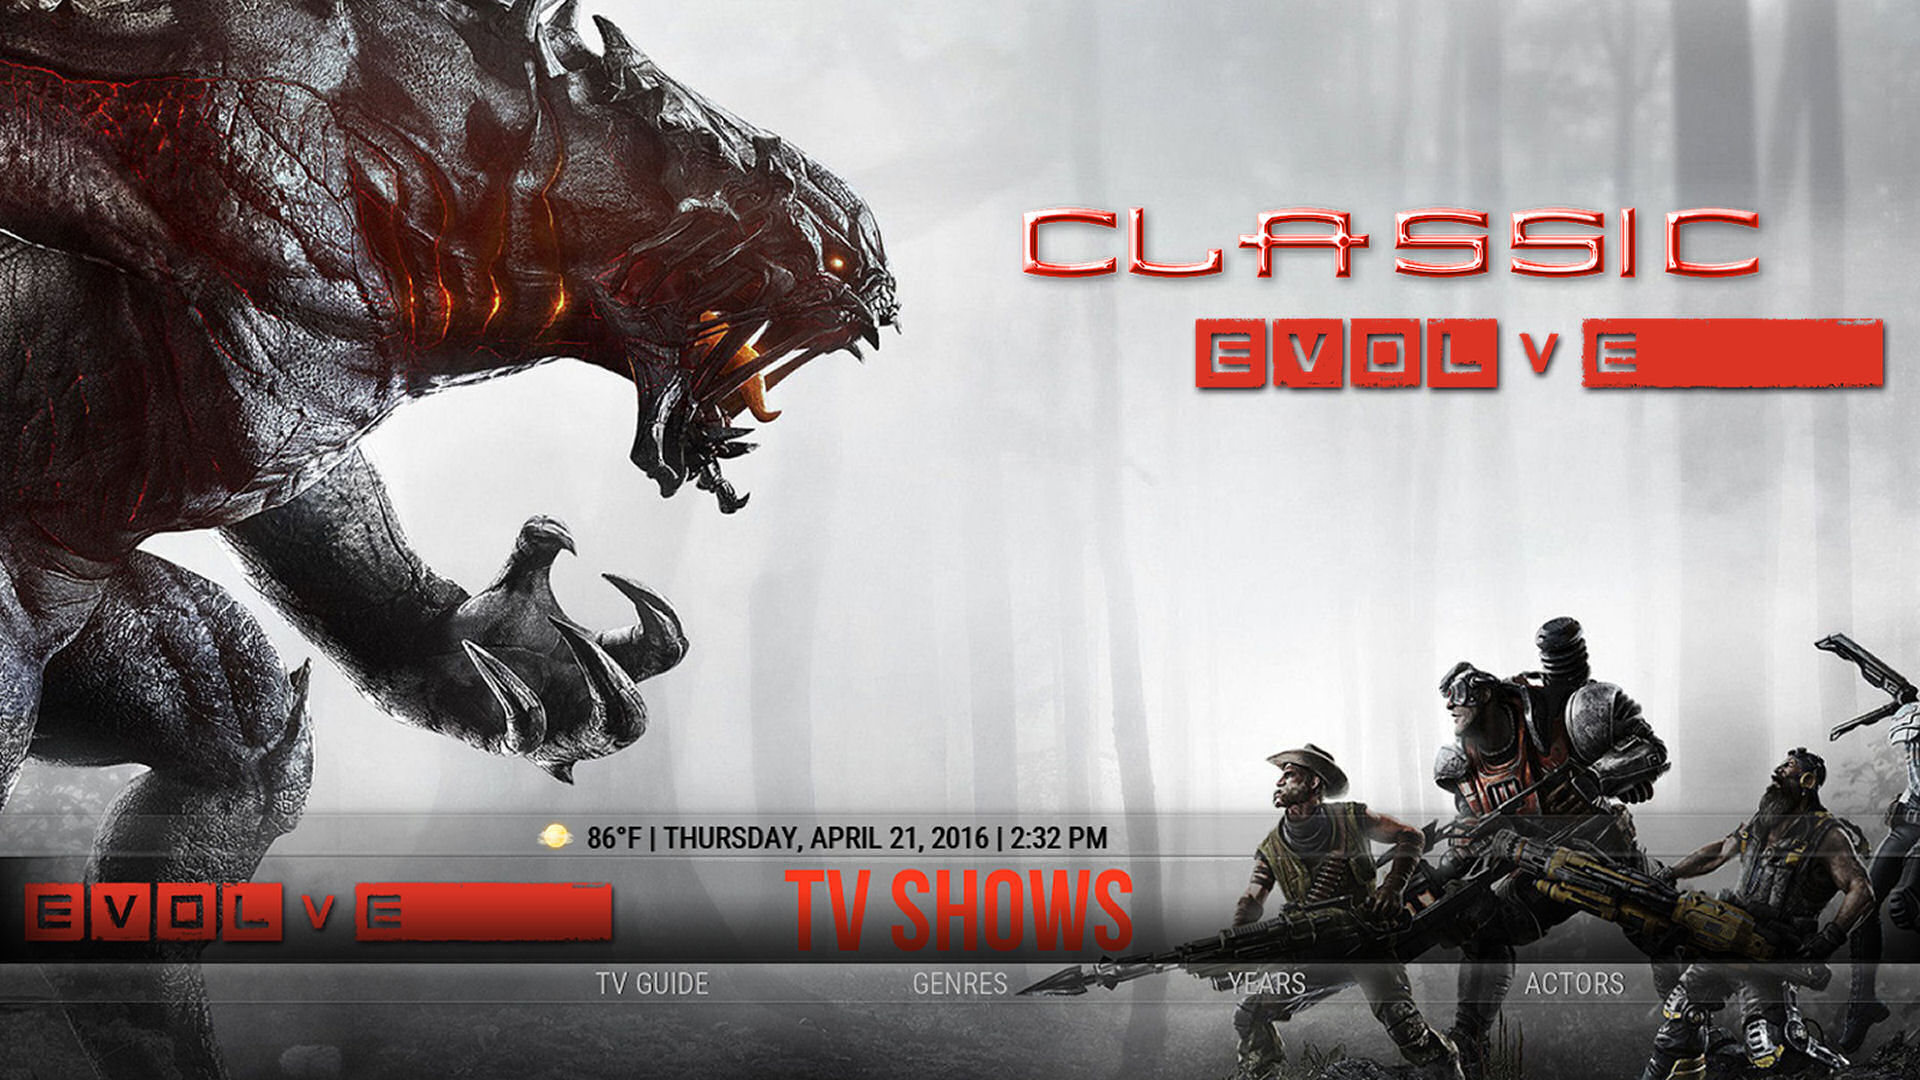 CLASSIC
EVOLVE
86°F | THURSDAY, APRIL 21, 2016 | 2:32 PM
EVOLVE
TV SHOWS
TV GUIDE
GENRES
YEARS
ACTORS